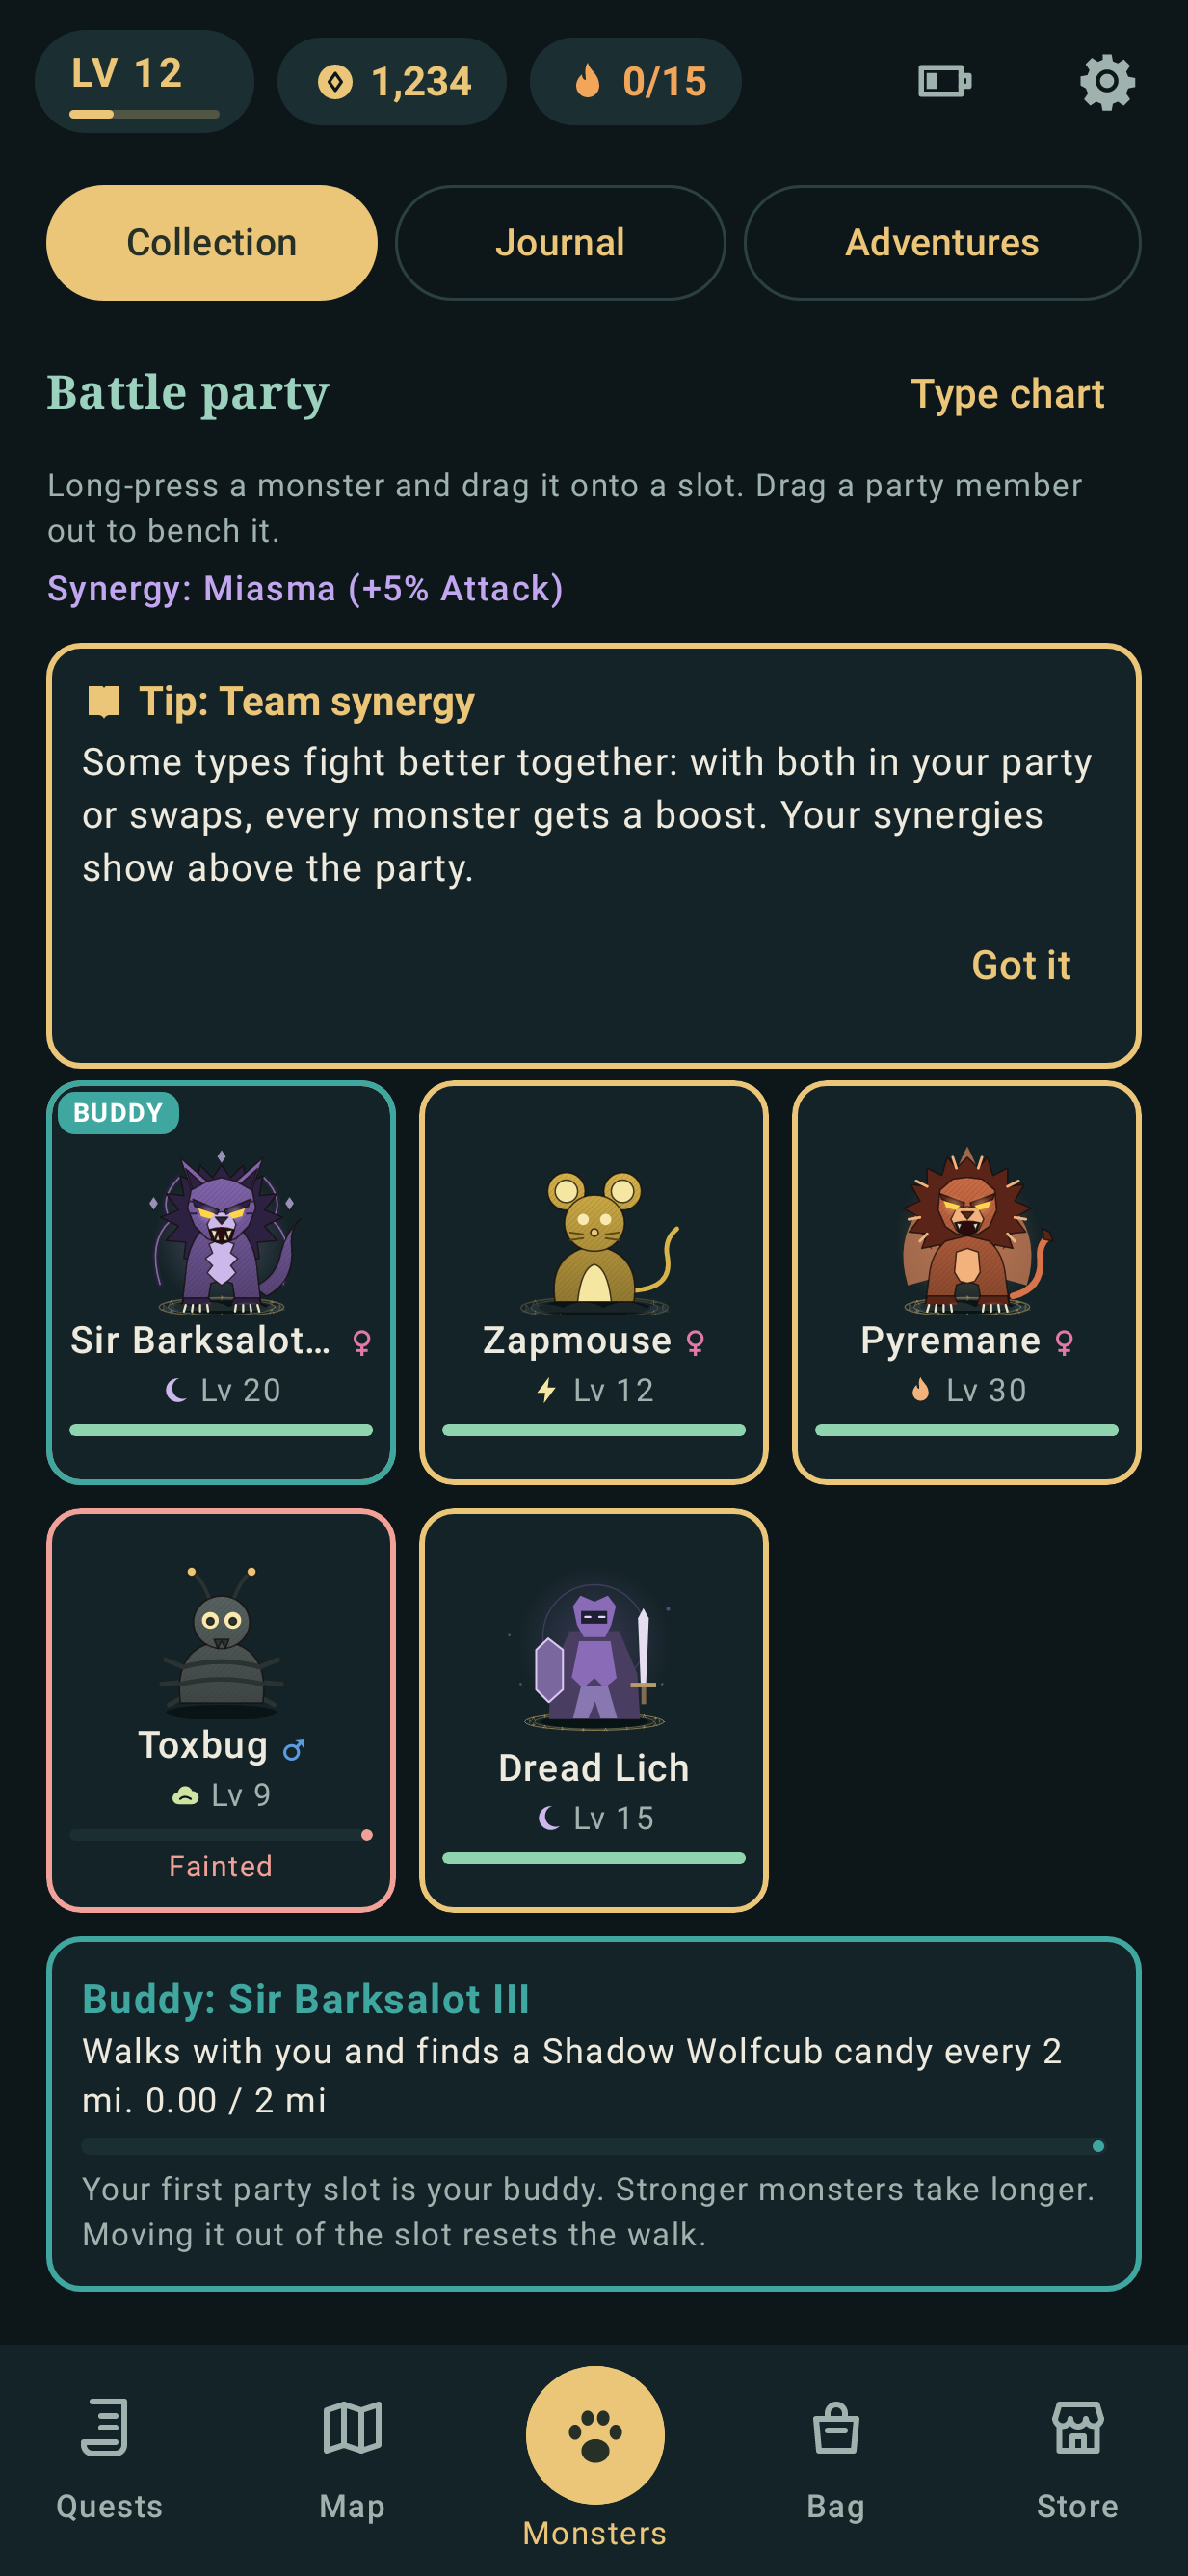 LV 12
1,234
0/15
Collection
Journal
Adventures
Battle party
Type chart
Long-press a monster and drag it onto a slot. Drag a party member
out to bench it.
Synergy: Miasma (+5% Attack)
Tip: Team synergy
Some types fight better together: with both in your party
or swaps, every monster gets a boost. Your synergies
show above the party.
Got it
BUDDY
Sir Barksalot… ♀
Lv 20
Zapmouse ♀
Lv 12
Pyremane ♀
Lv 30
Toxbug ♂
Lv 9
Fainted
Dread Lich
Lv 15
Buddy: Sir Barksalot III
Walks with you and finds a Shadow Wolfcub candy every 2
mi. 0.00 / 2 mi
Your first party slot is your buddy. Stronger monsters take longer.
Moving it out of the slot resets the walk.
Quests
Map
Monsters
Bag
Store